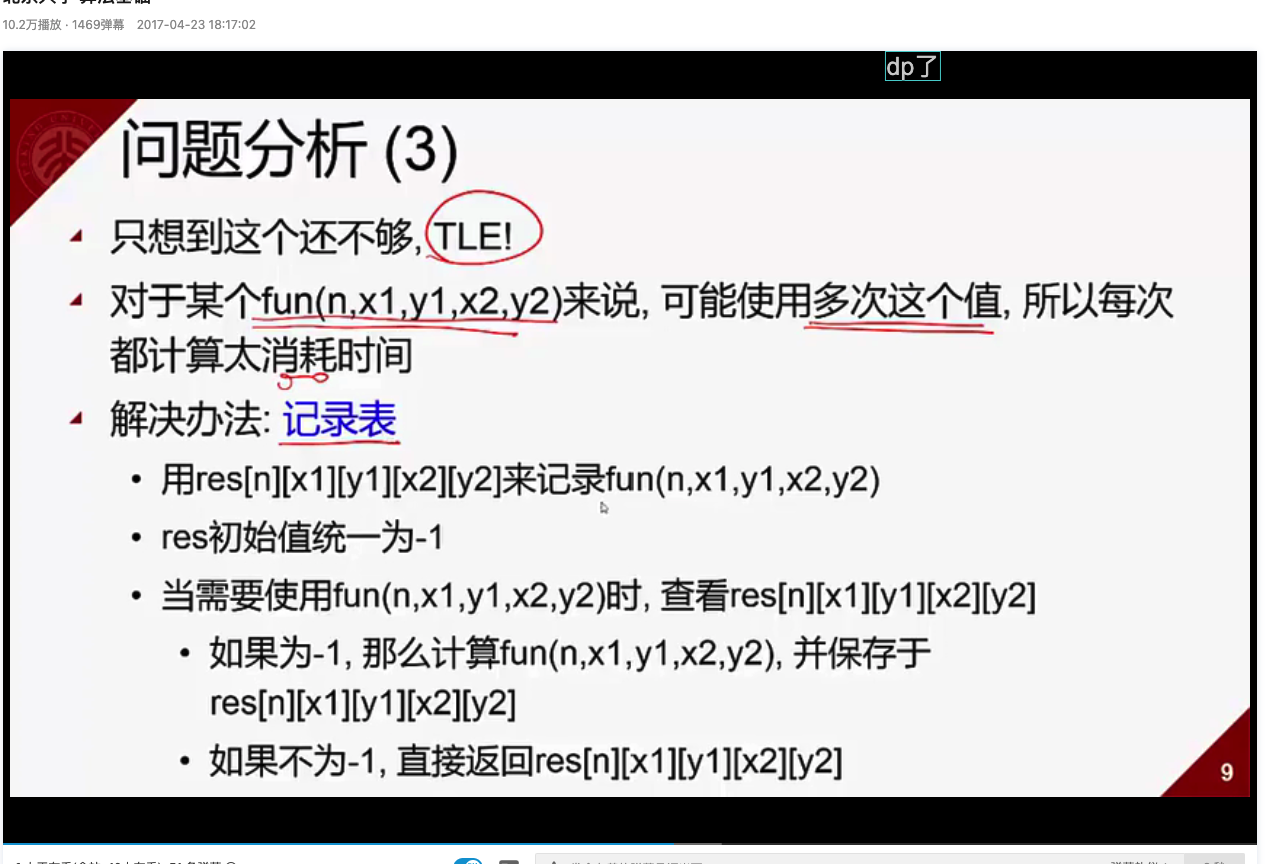 10.2万播放 · 1469弹幕 2017-04-23 18:17:02
dp了
问题分析 (3)
只想到这个还不够, TLE!
对于某个fun(n,x1,y1,x2,y2)来说, 可能使用多次这个值, 所以每次
都计算太消耗时间
解决办法: 记录表
用res[n][x1][y1][x2][y2]来记录fun(n,x1,y1,x2,y2)
res初始值统一为-1
当需要使用fun(n,x1,y1,x2,y2)时, 查看res[n][x1][y1][x2][y2]
如果为-1, 那么计算fun(n,x1,y1,x2,y2), 并保存于
res[n][x1][y1][x2][y2]
如果不为-1, 直接返回res[n][x1][y1][x2][y2]
9